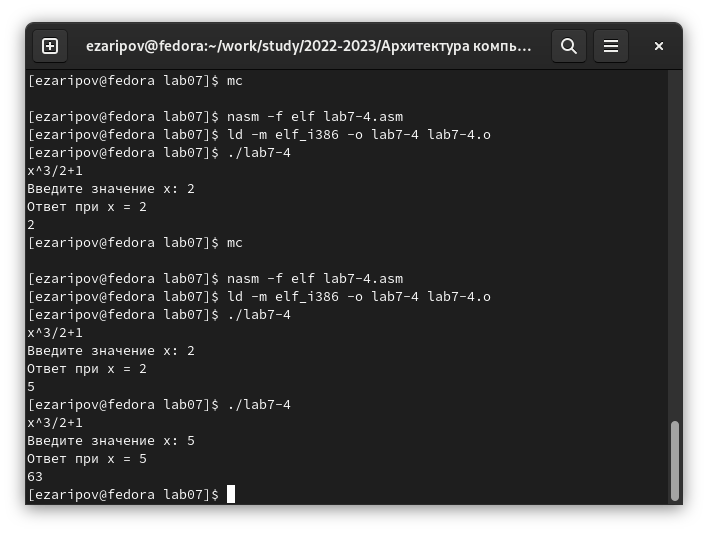 ezaripov@fedora:~/work/study/2022-2023/Архитектура компь...
[ezaripov@fedora lab07]$ mc
[ezaripov@fedora lab07]$ nasm -f elf lab7-4.asm
[ezaripov@fedora lab07]$ ld -m elf_i386 -o lab7-4 lab7-4.o
[ezaripov@fedora lab07]$ ./lab7-4
x^3/2+1
Введите значение x: 2
Ответ при x = 2
2
[ezaripov@fedora lab07]$ mc
[ezaripov@fedora lab07]$ nasm -f elf lab7-4.asm
[ezaripov@fedora lab07]$ ld -m elf_i386 -o lab7-4 lab7-4.o
[ezaripov@fedora lab07]$ ./lab7-4
x^3/2+1
Введите значение x: 2
Ответ при x = 2
5
[ezaripov@fedora lab07]$ ./lab7-4
x^3/2+1
Введите значение x: 5
Ответ при x = 5
63
[ezaripov@fedora lab07]$